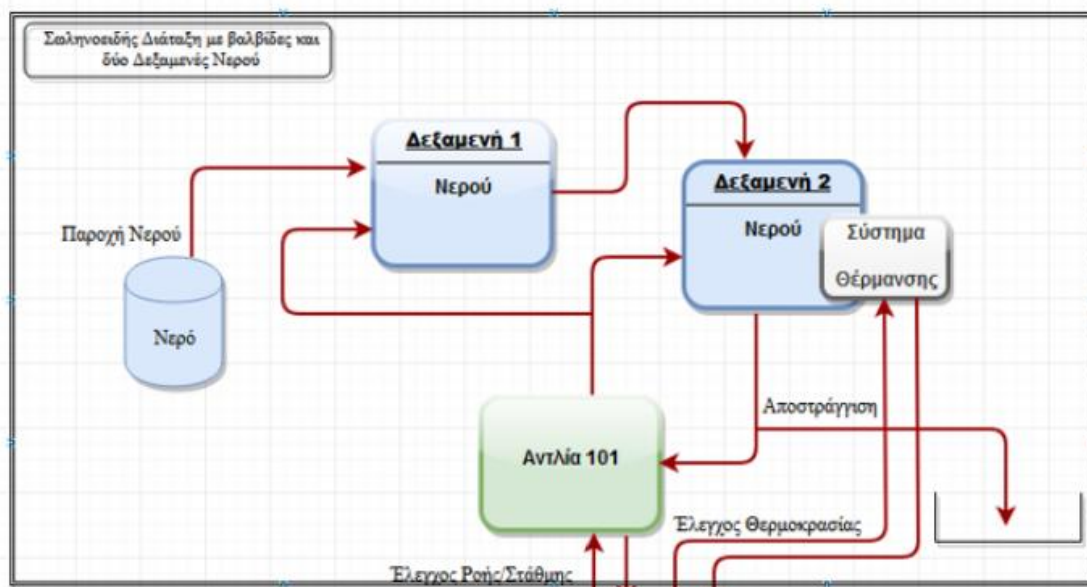 Σωληνοειδής Διάταξη με βαλβίδες και
δύο Δεξαμενές Νερού
Δεξαμενή 1
Νερού
Δεξαμενή 2
Νερού
Σύστημα
Θέρμανσης
Παροχή Νερού
Νερό
Αποστράγγιση
Αντλία 101
Έλεγχος Θερμοκρασίας
Έλεγχος Ροής/Στάθμης